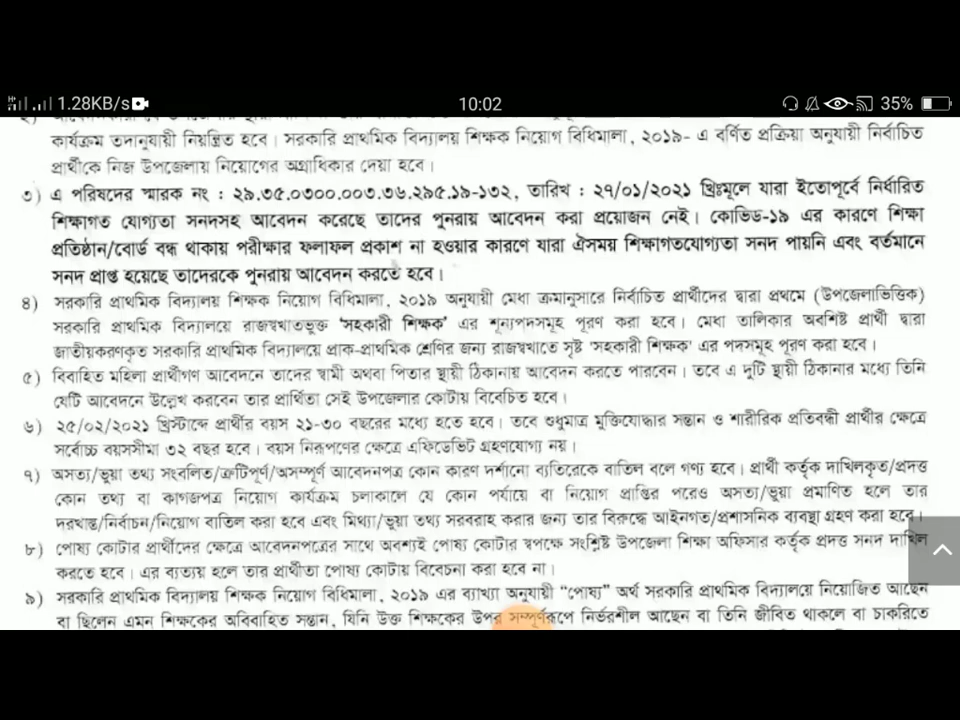 1.28KB/s 10:02 35%
কার্যক্রম তদানুযায়ী নিয়ন্ত্রিত হবে। সরকারি প্রাথমিক বিদ্যালয় শিক্ষক নিয়োগ বিধিমালা, ২০১৯- এ বর্ণিত প্রক্রিয়া অনুযায়ী নির্বাচিত
প্রার্থীকে নিজ উপজেলায় নিয়োগের অগ্রাধিকার দেয়া হবে।
৩) এ পরিষদের স্মারক নং : ২৯.৩৫.০৩০০.০০৩.৩৬.২৯৫.১৯-১৩২, তারিখ : ২৭/০১/২০২১ খ্রিঃমূলে যারা ইতোপূর্বে নির্ধারিত
শিক্ষাগত যোগ্যতা সনদসহ আবেদন করেছে তাদের পুনরায় আবেদন করা প্রয়োজন নেই। কোভিড-১৯ এর কারণে শিক্ষা
প্রতিষ্ঠান/বোর্ড বন্ধ থাকায় পরীক্ষার ফলাফল প্রকাশ না হওয়ার কারণে যারা ঐসময় শিক্ষাগতযোগ্যতা সনদ পায়নি এবং বর্তমানে
সনদ প্রাপ্ত হয়েছে তাদেরকে পুনরায় আবেদন করতে হবে।
৪) সরকারি প্রাথমিক বিদ্যালয় শিক্ষক নিয়োগ বিধিমালা, ২০১৯ অনুযায়ী মেধা ক্রমানুসারে নির্বাচিত প্রার্থীদের দ্বারা প্রথমে (উপজেলাভিত্তিক)
সরকারি প্রাথমিক বিদ্যালয়ে রাজস্বখাতভুক্ত ‘সহকারী শিক্ষক’ এর শূন্যপদসমূহ পূরণ করা হবে। মেধা তালিকার অবশিষ্ট প্রার্থী দ্বারা
জাতীয়করণকৃত সরকারি প্রাথমিক বিদ্যালয়ে প্রাক-প্রাথমিক শ্রেণির জন্য রাজস্বখাতে সৃষ্ট ‘সহকারী শিক্ষক’ এর পদসমূহ পূরণ করা হবে।
৫) বিবাহিত মহিলা প্রার্থীগণ আবেদনে তাদের স্বামী অথবা পিতার স্থায়ী ঠিকানায় আবেদন করতে পারবেন। তবে এ দুটি স্থায়ী ঠিকানার মধ্যে তিনি
যেটি আবেদনে উল্লেখ করবেন তার প্রার্থিতা সেই উপজেলার কোটায় বিবেচিত হবে।
৬) ২৫/০২/২০২১ খ্রিস্টাব্দে প্রার্থীর বয়স ২১-৩০ বছরের মধ্যে হতে হবে। তবে শুধুমাত্র মুক্তিযোদ্ধার সন্তান ও শারীরিক প্রতিবন্ধী প্রার্থীর ক্ষেত্রে
সর্বোচ্চ বয়সসীমা ৩২ বছর হবে। বয়স নিরূপণের ক্ষেত্রে এফিডেভিট গ্রহণযোগ্য নয়।
৭) অসত্য/ভুয়া তথ্য সংবলিত/ক্রটিপূর্ণ/অসম্পূর্ণ আবেদনপত্র কোন কারণ দর্শানো ব্যতিরেকে বাতিল বলে গণ্য হবে। প্রার্থী কর্তৃক দাখিলকৃত/প্রদত্ত
কোন তথ্য বা কাগজপত্র নিয়োগ কার্যক্রম চলাকালে যে কোন পর্যায়ে বা নিয়োগ প্রাপ্তির পরেও অসত্য/ভুয়া প্রমাণিত হলে তার
দরখাস্ত/নির্বাচন/নিয়োগ বাতিল করা হবে এবং মিথ্যা/ভুয়া তথ্য সরবরাহ করার জন্য তার বিরুদ্ধে আইনগত/প্রশাসনিক ব্যবস্থা গ্রহণ করা হবে।
৮) পোষ্য কোটার প্রার্থীদের ক্ষেত্রে আবেদনপত্রের সাথে অবশ্যই পোষ্য কোটার স্বপক্ষে সংশ্লিষ্ট উপজেলা শিক্ষা অফিসার কর্তৃক প্রদত্ত সনদ দাখিল
করতে হবে। এর ব্যত্যয় হলে তার প্রার্থীতা পোষ্য কোটায় বিবেচনা করা হবে না।
৯) সরকারি প্রাথমিক বিদ্যালয় শিক্ষক নিয়োগ বিধিমালা, ২০১৯ এর ব্যাখ্যা অনুযায়ী “পোষ্য” অর্থ সরকারি প্রাথমিক বিদ্যালয়ে নিয়োজিত আছেন
বা ছিলেন এমন শিক্ষকের অবিবাহিত সন্তান, যিনি উক্ত শিক্ষকের উপর সম্পূর্ণরূপে নির্ভরশীল আছেন বা তিনি জীবিত থাকলে বা চাকরিতে